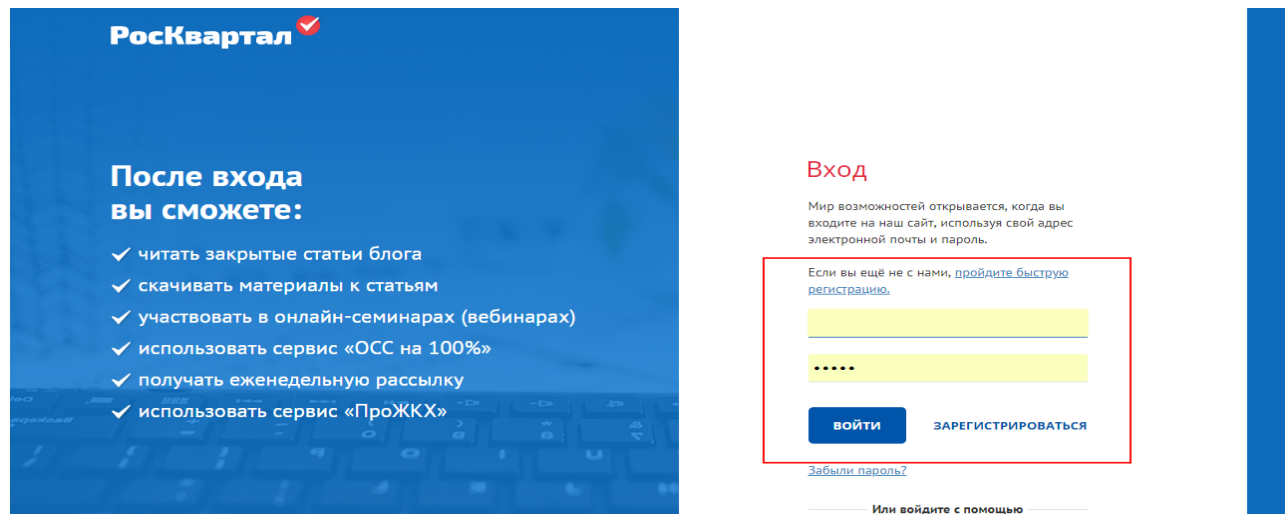 РосКвартал
После входа
вы сможете:
читать закрытые статьи блога
скачивать материалы к статьям
участвовать в онлайн-семинарах (вебинарах)
использовать сервис «ОСС на 100%»
получать еженедельную рассылку
использовать сервис «ПроЖКХ»
Вход
Мир возможностей открывается, когда вы
входите на наш сайт, используя свой адрес
электронной почты и пароль.
Если вы ещё не с нами, пройдите быструю
регистрацию.
•••••
ВОЙТИ ЗАРЕГИСТРИРОВАТЬСЯ
Забыли пароль?
Или войдите с помощью